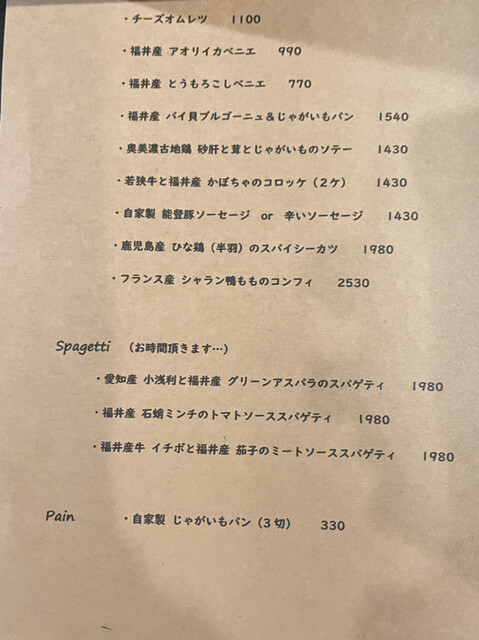 ・チーズオムレツ 1100
・福井産 アオリイカベニエ 990
・福井産 とうもろこしベニエ 770
・福井産 バイ貝ブルゴーニュ&じゃがいもパン 1540
・奥美濃古地鶏 砂肝と茸とじゃがいものソテー 1430
・若狭牛と福井産 かぼちゃのコロッケ(2ケ) 1430
・自家製 能登豚ソーセージ or 辛いソーセージ 1430
・鹿児島産 ひな鶏(半羽)のスパイシーカツ 1980
・フランス産 シャラン鴨もものコンフィ 2530
Spagetti (お時間頂きます…)
・愛知産 小浅利と福井産 グリーンアスパラのスパゲティ 1980
・福井産 石蛸ミンチのトマトソーススパゲティ 1980
・福井産牛 イチボと福井産 茄子のミートソーススパゲティ 1980
Pain ・自家製 じゃがいもパン(3切) 330